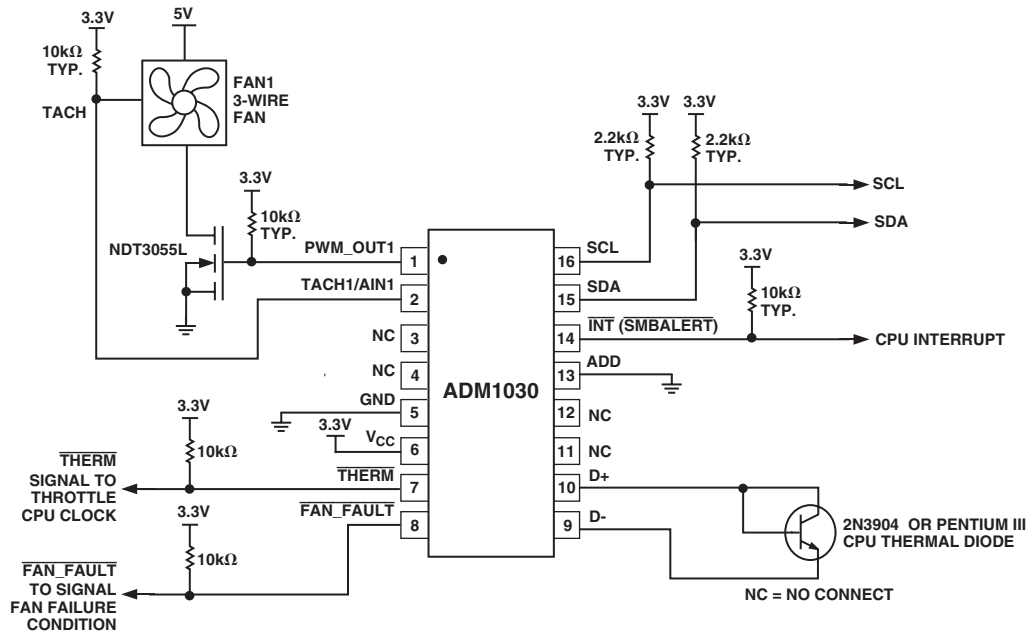 3.3V
5V
10kΩ
TYP.
TACH
FAN1
3-WIRE
FAN
3.3V
10kΩ
TYP.
NDT3055L
PWM_OUT1
1
TACH1/AIN1
2
NC
3
NC
4
GND
5
3.3V
VCC
6
THERM
7
FAN_FAULT
8
ADM1030
3.3V
10kΩ
THERM
SIGNAL TO
THROTTLE
CPU CLOCK
3.3V
10kΩ
FAN_FAULT
TO SIGNAL
FAN FAILURE
CONDITION
3.3V
3.3V
2.2kΩ
TYP.
2.2kΩ
TYP.
SCL
SDA
16
SCL
15
SDA
3.3V
10kΩ
TYP.
14
INT (SMBALERT)
CPU INTERRUPT
13
ADD
12
NC
11
NC
10
D+
9
D-
2N3904 OR PENTIUM III
CPU THERMAL DIODE
NC = NO CONNECT